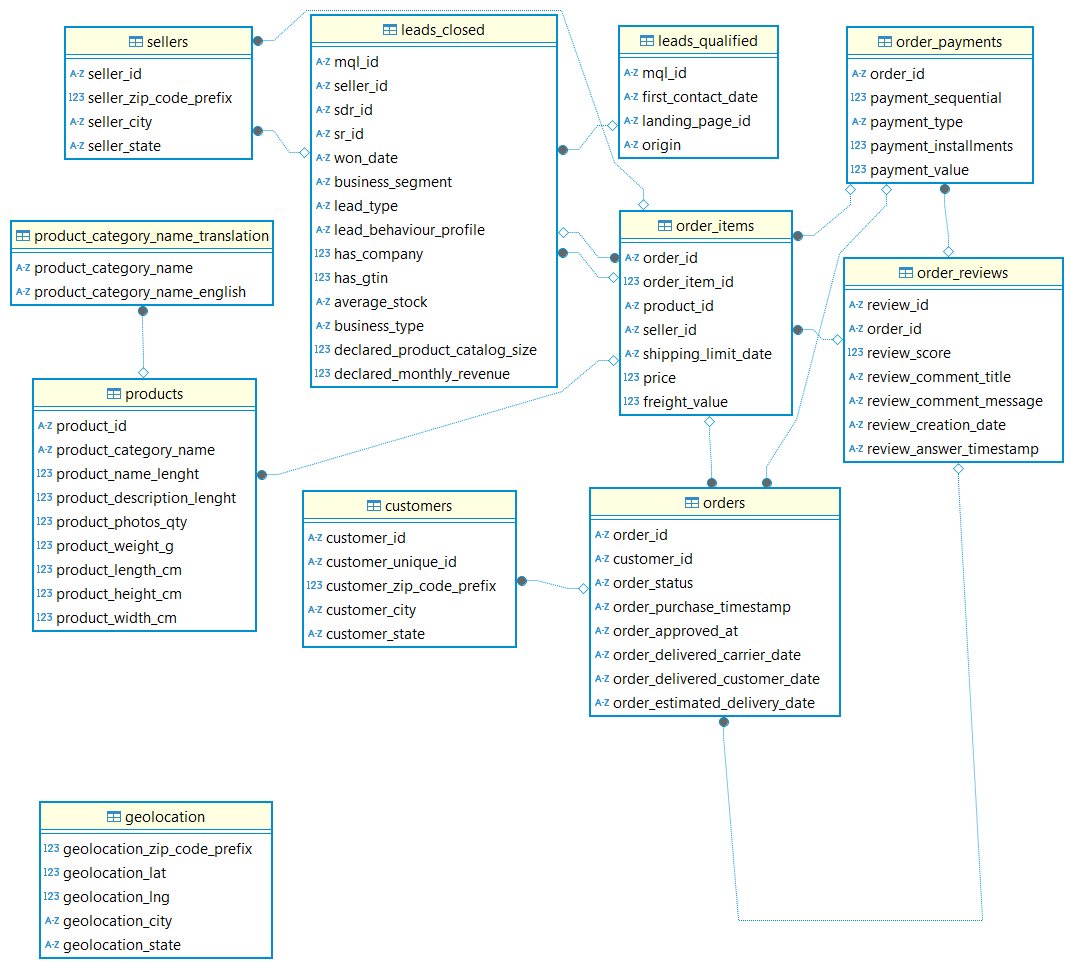 sellers
A-Z seller_id
123 seller_zip_code_prefix
A-Z seller_city
A-Z seller_state
leads_closed
A-Z mql_id
A-Z seller_id
A-Z sdr_id
A-Z sr_id
A-Z won_date
A-Z business_segment
A-Z lead_type
A-Z lead_behaviour_profile
123 has_company
123 has_gtin
A-Z average_stock
A-Z business_type
123 declared_product_catalog_size
123 declared_monthly_revenue
leads_qualified
A-Z mql_id
A-Z first_contact_date
A-Z landing_page_id
A-Z origin
order_payments
A-Z order_id
123 payment_sequential
A-Z payment_type
123 payment_installments
123 payment_value
product_category_name_translation
A-Z product_category_name
A-Z product_category_name_english
order_items
A-Z order_id
123 order_item_id
A-Z product_id
A-Z seller_id
A-Z shipping_limit_date
123 price
123 freight_value
order_reviews
A-Z review_id
A-Z order_id
123 review_score
A-Z review_comment_title
A-Z review_comment_message
A-Z review_creation_date
A-Z review_answer_timestamp
products
A-Z product_id
A-Z product_category_name
123 product_name_lenght
123 product_description_lenght
123 product_photos_qty
123 product_weight_g
123 product_length_cm
123 product_height_cm
123 product_width_cm
customers
A-Z customer_id
A-Z customer_unique_id
123 customer_zip_code_prefix
A-Z customer_city
A-Z customer_state
orders
A-Z order_id
A-Z customer_id
A-Z order_status
A-Z order_purchase_timestamp
A-Z order_approved_at
A-Z order_delivered_carrier_date
A-Z order_delivered_customer_date
A-Z order_estimated_delivery_date
geolocation
123 geolocation_zip_code_prefix
123 geolocation_lat
123 geolocation_lng
A-Z geolocation_city
A-Z geolocation_state